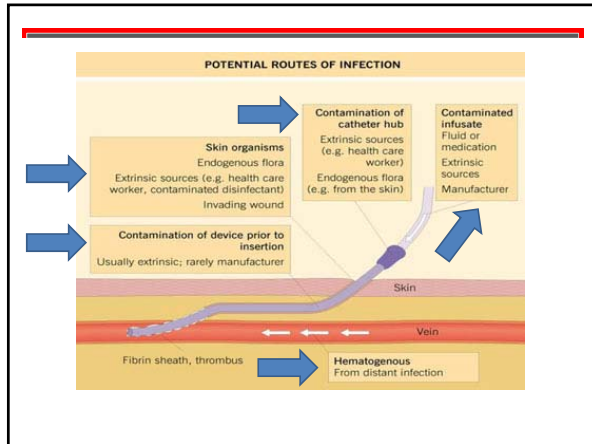 POTENTIAL ROUTES OF INFECTION
Skin organisms
Endogenous flora
Extrinsic sources (e.g. health care
worker, contaminated disinfectant)
Invading wound
Contamination of device prior to
insertion
Usually extrinsic; rarely manufacturer
Contamination of
catheter hub
Extrinsic sources
(e.g. health care
worker)
Endogenous flora
(e.g. from the skin)
Contaminated
infusate
Fluid or
medication
Extrinsic
sources
Manufacturer
Skin
Vein
Fibrin sheath, thrombus
Hematogenous
From distant infection